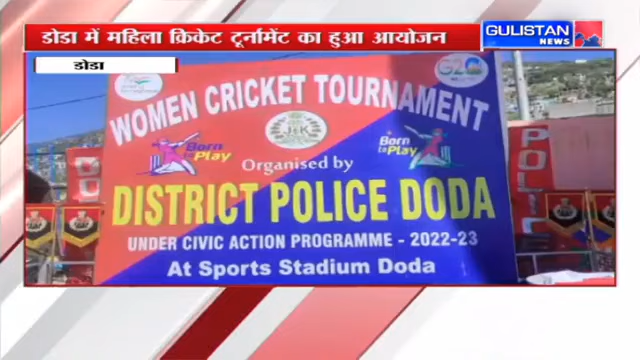 डोडा में महिला क्रिकेट टूर्नामेंट का हुआ आयोजन
GULISTAN
NEWS
डोडा
G20
WOMEN CRICKET TOURNAMENT
J&K
Born to Play
Born to Play
Organised by
DISTRICT POLICE DODA
UNDER CIVIC ACTION PROGRAMME - 2022-23
At Sports Stadium Doda
POLICE